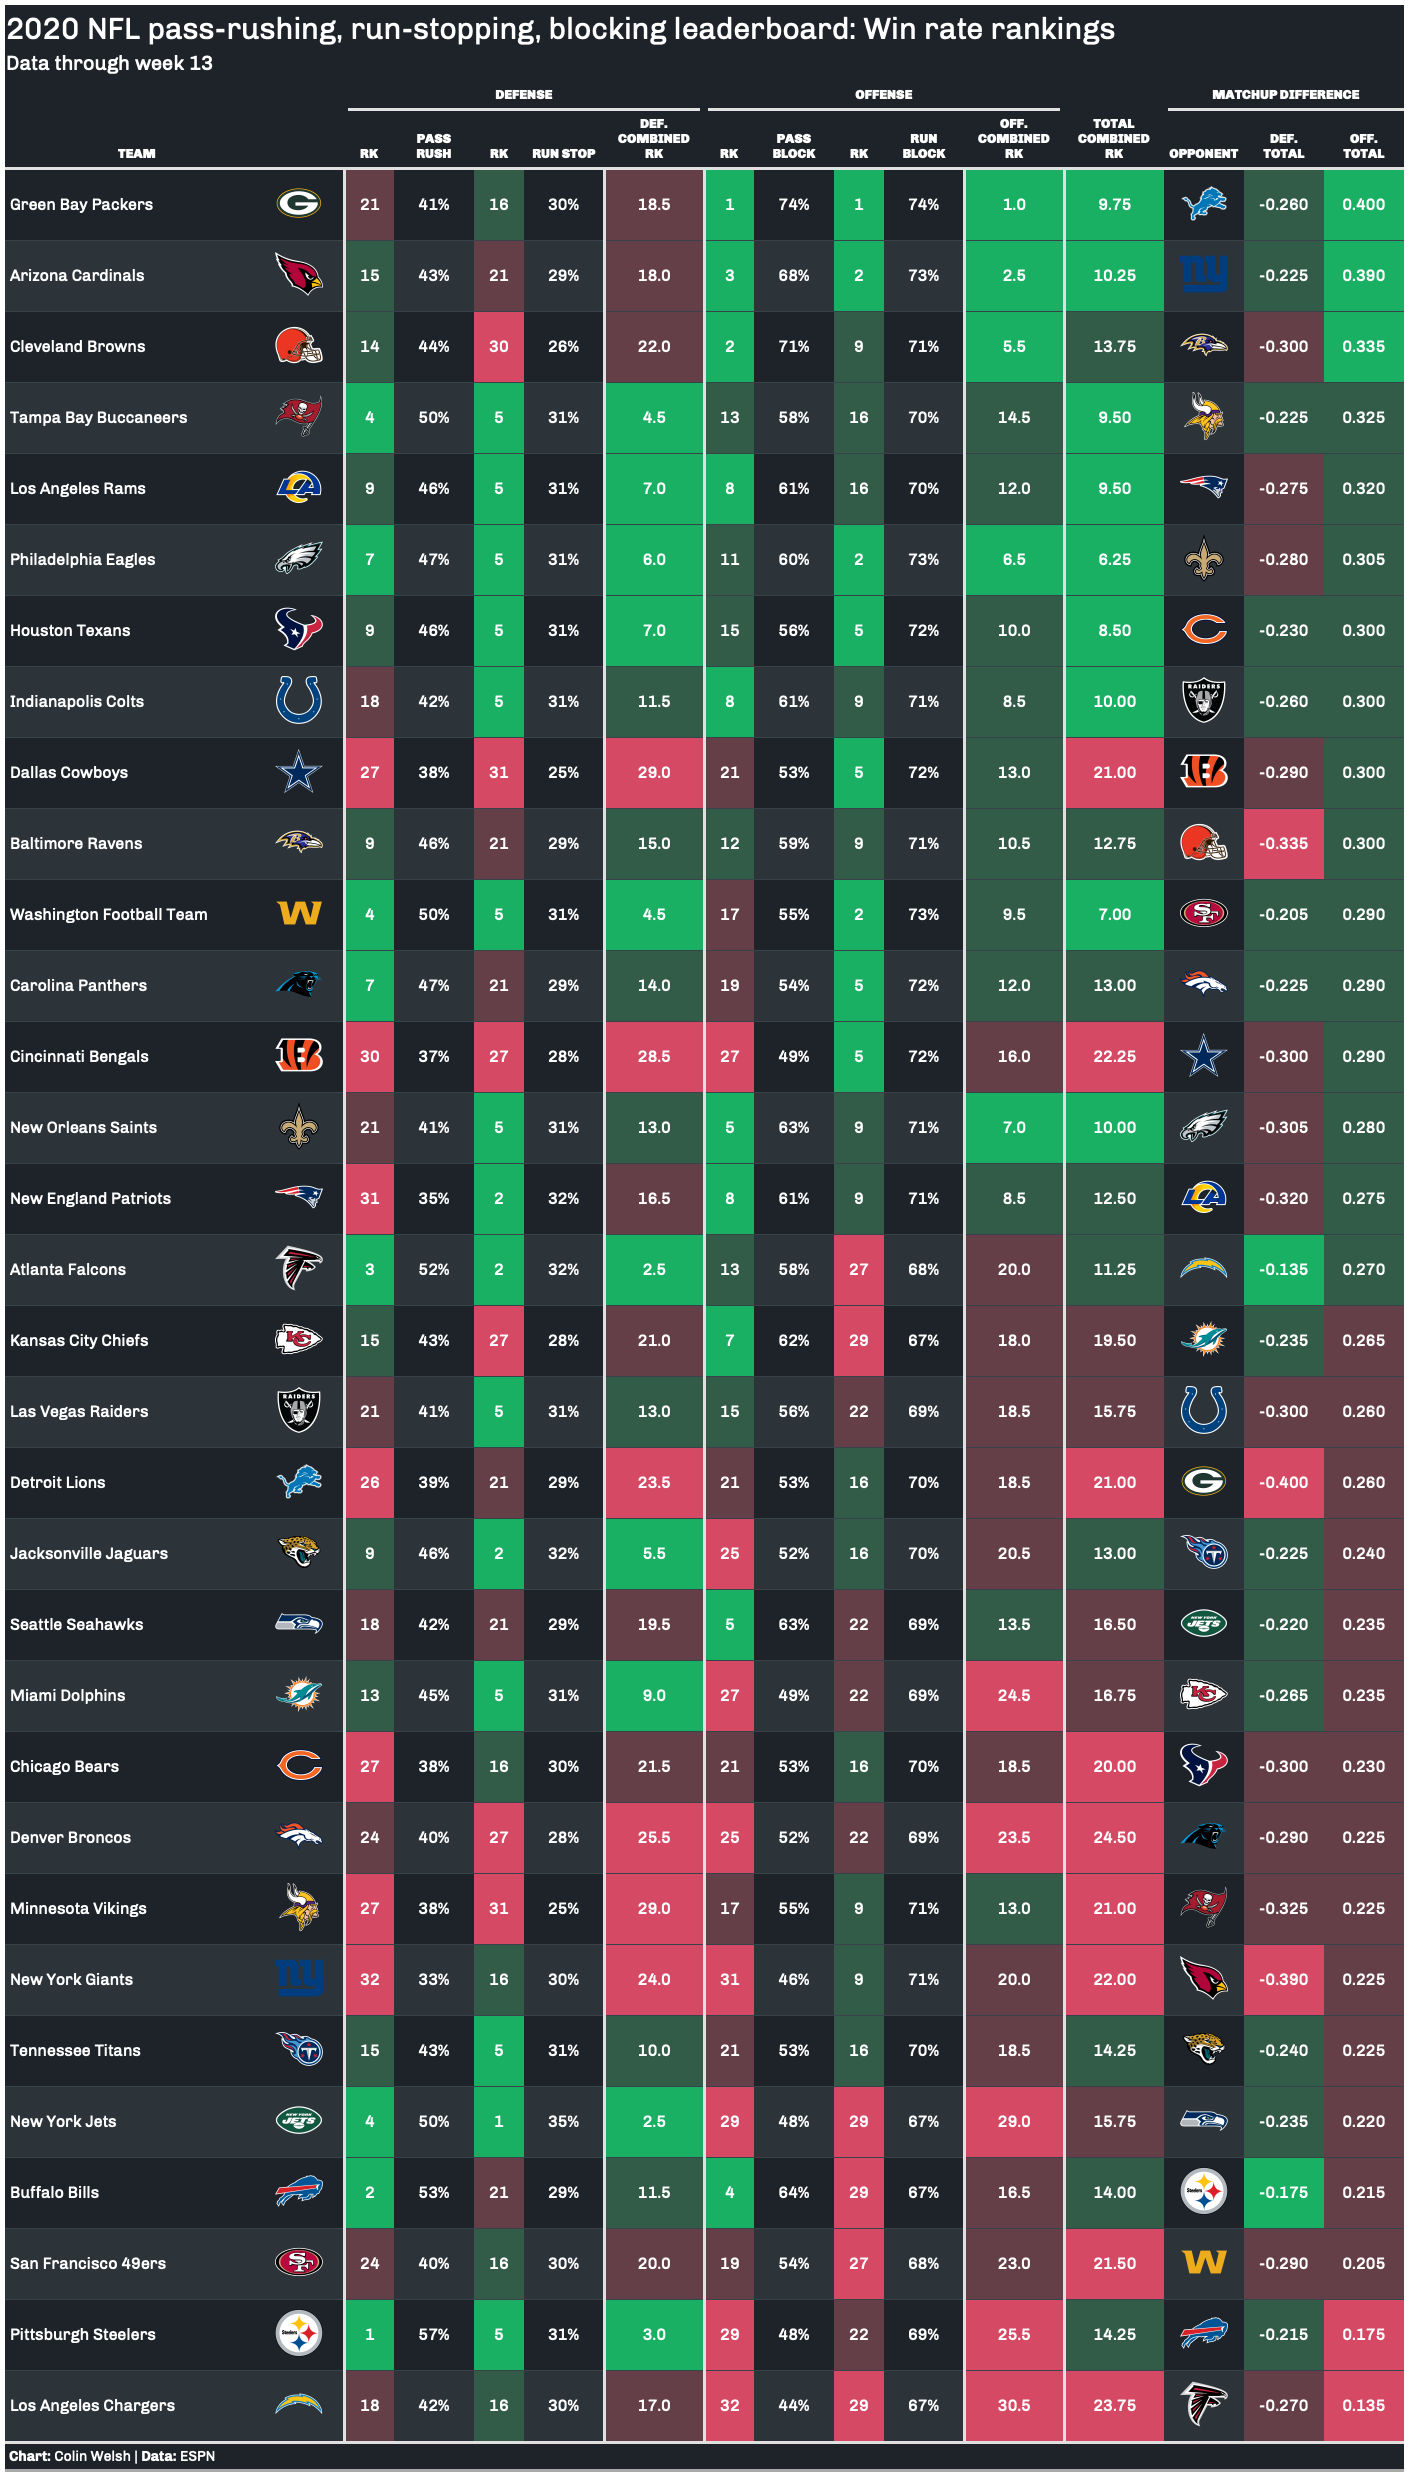 2020 NFL pass-rushing, run-stopping, blocking leaderboard: Win rate rankings
Data through week 13
DEFENSE OFFENSE MATCHUP DIFFERENCE
TEAM RK PASS RUSH RK RUN STOP DEF. COMBINED RK RK PASS BLOCK RK RUN BLOCK OFF. COMBINED RK TOTAL COMBINED RK OPPONENT DEF. TOTAL OFF. TOTAL
Green Bay Packers 21 41% 16 30% 18.5 1 74% 1 74% 1.0 9.75 -0.260 0.400
Arizona Cardinals 15 43% 21 29% 18.0 3 68% 2 73% 2.5 10.25 ny -0.225 0.390
Cleveland Browns 14 44% 30 26% 22.0 2 71% 9 71% 5.5 13.75 -0.300 0.335
Tampa Bay Buccaneers 4 50% 5 31% 4.5 13 58% 16 70% 14.5 9.50 -0.225 0.325
Los Angeles Rams 9 46% 5 31% 7.0 8 61% 16 70% 12.0 9.50 -0.275 0.320
Philadelphia Eagles 7 47% 5 31% 6.0 11 60% 2 73% 6.5 6.25 -0.280 0.305
Houston Texans 9 46% 5 31% 7.0 15 56% 5 72% 10.0 8.50 -0.230 0.300
Indianapolis Colts 18 42% 5 31% 11.5 8 61% 9 71% 8.5 10.00 RAIDERS -0.260 0.300
Dallas Cowboys 27 38% 31 25% 29.0 21 53% 5 72% 13.0 21.00 -0.290 0.300
Baltimore Ravens 9 46% 21 29% 15.0 12 59% 9 71% 10.5 12.75 -0.335 0.300
Washington Football Team W 4 50% 5 31% 4.5 17 55% 2 73% 9.5 7.00 SF -0.205 0.290
Carolina Panthers 7 47% 21 29% 14.0 19 54% 5 72% 12.0 13.00 -0.225 0.290
Cincinnati Bengals 30 37% 27 28% 28.5 27 49% 5 72% 16.0 22.25 -0.300 0.290
New Orleans Saints 21 41% 5 31% 13.0 5 63% 9 71% 7.0 10.00 -0.305 0.280
New England Patriots 31 35% 2 32% 16.5 8 61% 9 71% 8.5 12.50 LA -0.320 0.275
Atlanta Falcons 3 52% 2 32% 2.5 13 58% 27 68% 20.0 11.25 -0.135 0.270
Kansas City Chiefs KC 15 43% 27 28% 21.0 7 62% 29 67% 18.0 19.50 -0.235 0.265
Las Vegas Raiders RAIDERS 21 41% 5 31% 13.0 15 56% 22 69% 18.5 15.75 -0.300 0.260
Detroit Lions 26 39% 21 29% 23.5 21 53% 16 70% 18.5 21.00 G -0.400 0.260
Jacksonville Jaguars 9 46% 2 32% 5.5 25 52% 16 70% 20.5 13.00 T -0.225 0.240
Seattle Seahawks 18 42% 21 29% 19.5 5 63% 22 69% 13.5 16.50 NEW YORK JETS -0.220 0.235
Miami Dolphins 13 45% 5 31% 9.0 27 49% 22 69% 24.5 16.75 KC -0.265 0.235
Chicago Bears 27 38% 16 30% 21.5 21 53% 16 70% 18.5 20.00 -0.300 0.230
Denver Broncos 24 40% 27 28% 25.5 25 52% 22 69% 23.5 24.50 -0.290 0.225
Minnesota Vikings 27 38% 31 25% 29.0 17 55% 9 71% 13.0 21.00 -0.325 0.225
New York Giants ny 32 33% 16 30% 24.0 31 46% 9 71% 20.0 22.00 -0.390 0.225
Tennessee Titans T 15 43% 5 31% 10.0 21 53% 16 70% 18.5 14.25 -0.240 0.225
New York Jets NEW YORK JETS 4 50% 1 35% 2.5 29 48% 29 67% 29.0 15.75 -0.235 0.220
Buffalo Bills 2 53% 21 29% 11.5 4 64% 29 67% 16.5 14.00 Steelers -0.175 0.215
San Francisco 49ers SF 24 40% 16 30% 20.0 19 54% 27 68% 23.0 21.50 W -0.290 0.205
Pittsburgh Steelers Steelers 1 57% 5 31% 3.0 29 48% 22 69% 25.5 14.25 -0.215 0.175
Los Angeles Chargers 18 42% 16 30% 17.0 32 44% 29 67% 30.5 23.75 -0.270 0.135
Chart: Colin Welsh | Data: ESPN